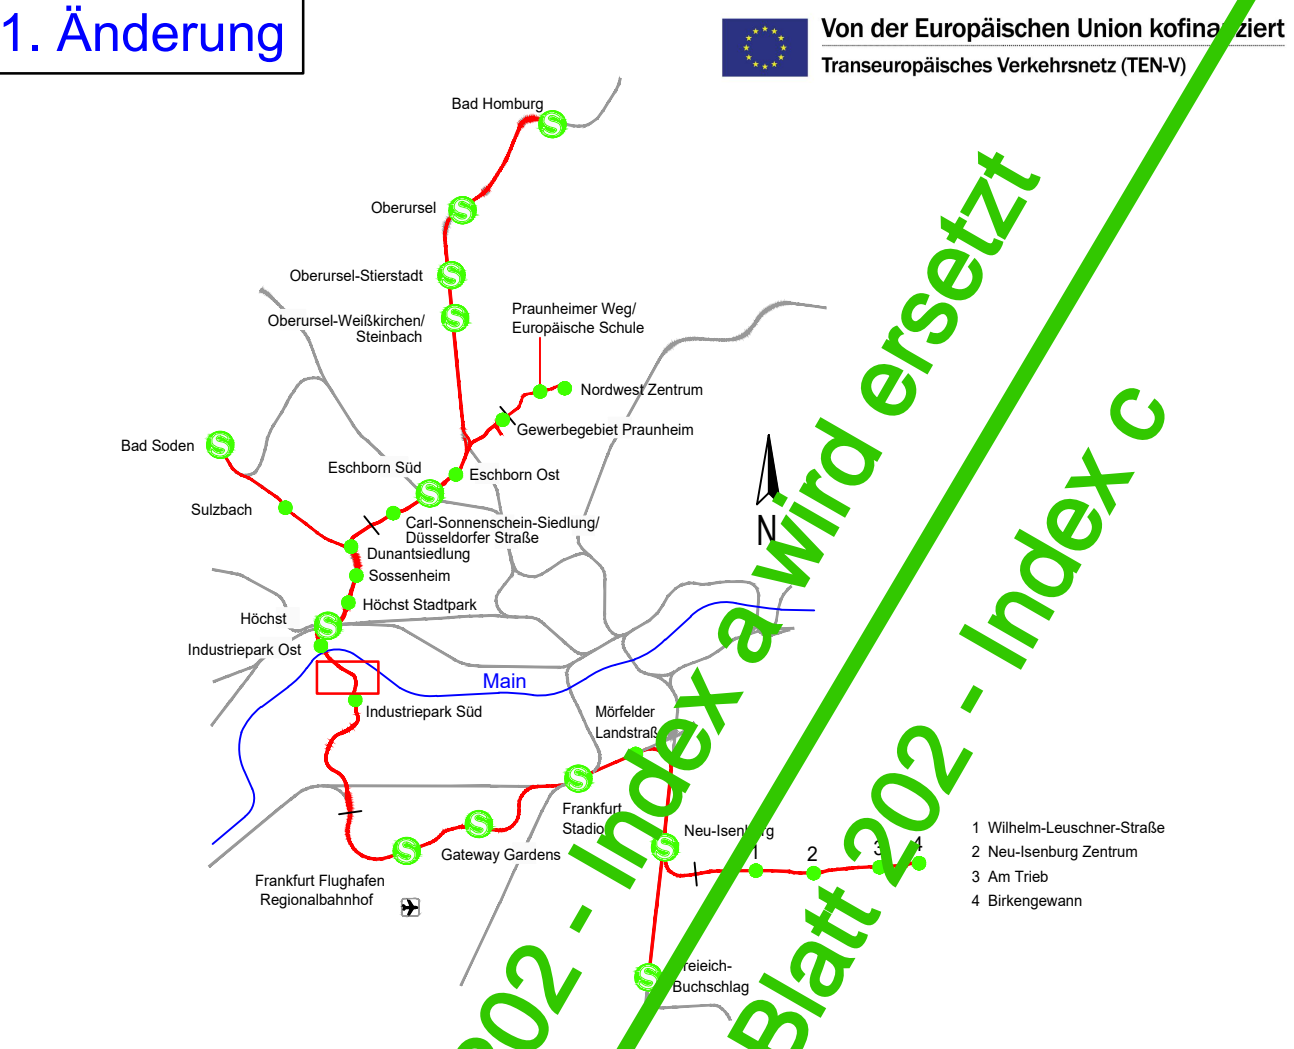 1. Änderung
Von der Europäischen Union kofinanziert
Transeuropäisches Verkehrsnetz (TEN-V)
Bad Homburg
Oberursel
Oberursel-Stierstadt
Oberursel-Weißkirchen/
Steinbach
Praunheimer Weg/
Europäische Schule
Nordwest Zentrum
Gewerbegebiet Praunheim
Bad Soden
Eschborn Süd
Eschborn Ost
Sulzbach
Carl-Sonnenschein-Siedlung/
Düsseldorfer Straße
Dunantsiedlung
Sossenheim
Höchst Stadtpark
Höchst
Industriepark Ost
Main
Industriepark Süd
Mörfelder
Landstraß
N
Frankfurt
Stadio
Neu-Isenburg
Gateway Gardens
Frankfurt Flughafen
Regionalbahnhof
1
2
3
4
1 Wilhelm-Leuschner-Straße
2 Neu-Isenburg Zentrum
3 Am Trieb
4 Birkengewann
reieich-
Buchschlag
202 - Index a wird ersetzt
Blatt 202 - Index c